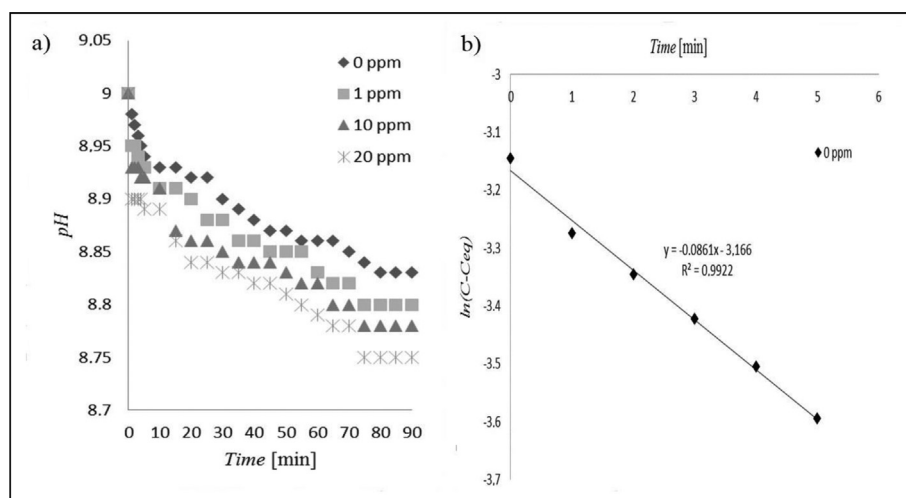 a)
9,05
9
8,95
8,9
8,85
8,8
8,75
8.7
pH
0 ppm
1 ppm
10 ppm
20 ppm
0 10 20 30 40 50 60 70 80 90
Time [min]
b)
Time [min]
0 1 2 3 4 5 6
-3
-3,1
-3,2
-3,3
-3,4
-3,5
-3,6
-3,7
ln(C-Ceq)
0 ppm
y = -0.0861x - 3,166
R² = 0,9922